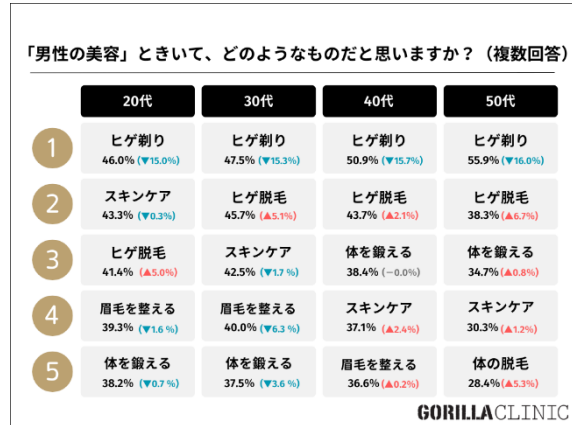 「男性の美容」ときいて、どのようなものだと思いますか？（複数回答）
20代 30代 40代 50代
1
ヒゲ剃り ヒゲ剃り ヒゲ剃り ヒゲ剃り
46.0% (▼15.0%) 47.5% (▼15.3%) 50.9% (▼15.7%) 55.9% (▼16.0%)
2
スキンケア ヒゲ脱毛 ヒゲ脱毛 ヒゲ脱毛
43.3% (▼0.3%) 45.7% (▲5.1%) 43.7% (▲2.1%) 38.3% (▲6.7%)
3
ヒゲ脱毛 スキンケア 体を鍛える 体を鍛える
41.4% (▲5.0%) 42.5% (▼1.7 %) 38.4% (−0.0%) 34.7% (▲0.8%)
4
眉毛を整える 眉毛を整える スキンケア スキンケア
39.3% (▼1.6 %) 40.0% (▼6.3 %) 37.1% (▲2.4%) 30.3% (▲1.2%)
5
体を鍛える 体を鍛える 眉毛を整える 体の脱毛
38.2% (▼0.7 %) 37.5% (▼3.6 %) 36.6% (▲0.2%) 28.4% (▲5.3%)
GORILLA CLINIC